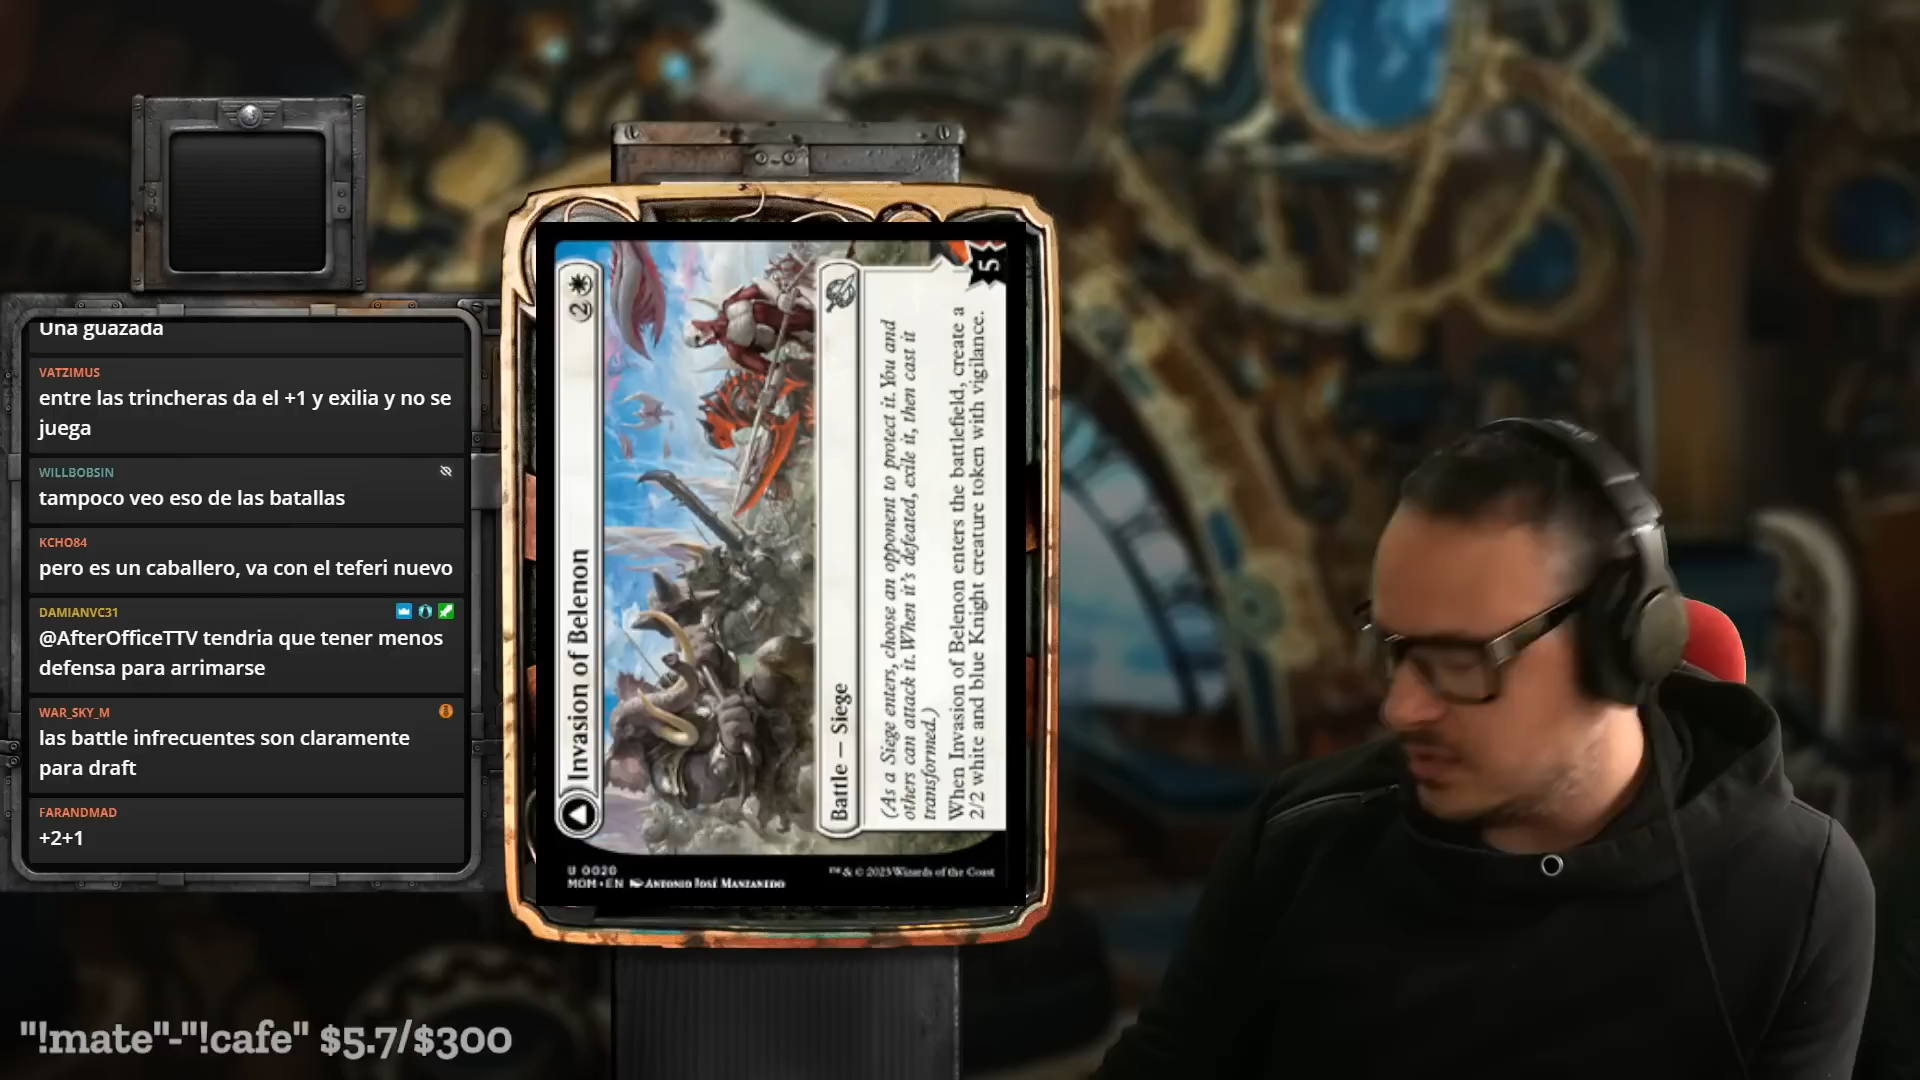 Una guazada
VATZIMUS
entre las trincheras da el +1 y exilia y no se
juega
WILLBOBSIN
tampoco veo eso de las batallas
KCHO84
pero es un caballero, va con el teferi nuevo
DAMIANVC31
@AfterOfficeTTV tendria que tener menos
defensa para arrimarse
WAR_SKY_M
las battle infrecuentes son claramente
para draft
FARANDMAD
+2+1
Invasion of Belenon
2
Battle – Siege
(As a Siege enters, choose an opponent to protect it. You and
others can attack it. When it's defeated, exile it, then cast it
transformed.)
When Invasion of Belenon enters the battlefield, create a
2/2 white and blue Knight creature token with vigilance.
5
U 0020
MOM • EN Antonio José Manzanedo
™ & © 2023 Wizards of the Coast
"!mate"-"!cafe" $5.7/$300